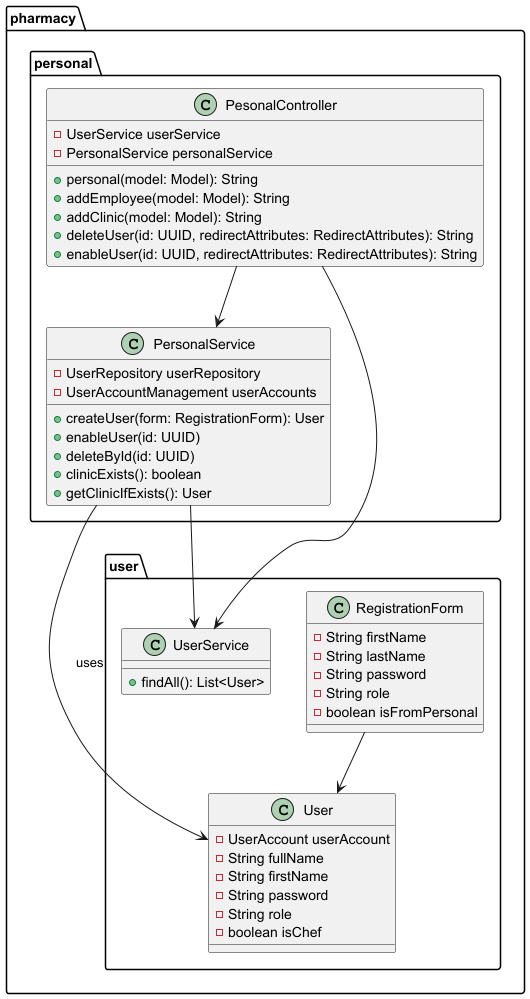 pharmacy
personal
C PesonalController
UserService userService
PersonalService personalService
personal(model: Model): String
addEmployee(model: Model): String
addClinic(model: Model): String
deleteUser(id: UUID, redirectAttributes: RedirectAttributes): String
enableUser(id: UUID, redirectAttributes: RedirectAttributes): String
C PersonalService
UserRepository userRepository
UserAccountManagement userAccounts
createUser(form: RegistrationForm): User
enableUser(id: UUID)
deleteById(id: UUID)
clinicExists(): boolean
getClinicIfExists(): User
user
C UserService
findAll(): List<User>
C RegistrationForm
String firstName
String lastName
String password
String role
boolean isFromPersonal
uses
C User
UserAccount userAccount
String fullName
String firstName
String password
String role
boolean isChef